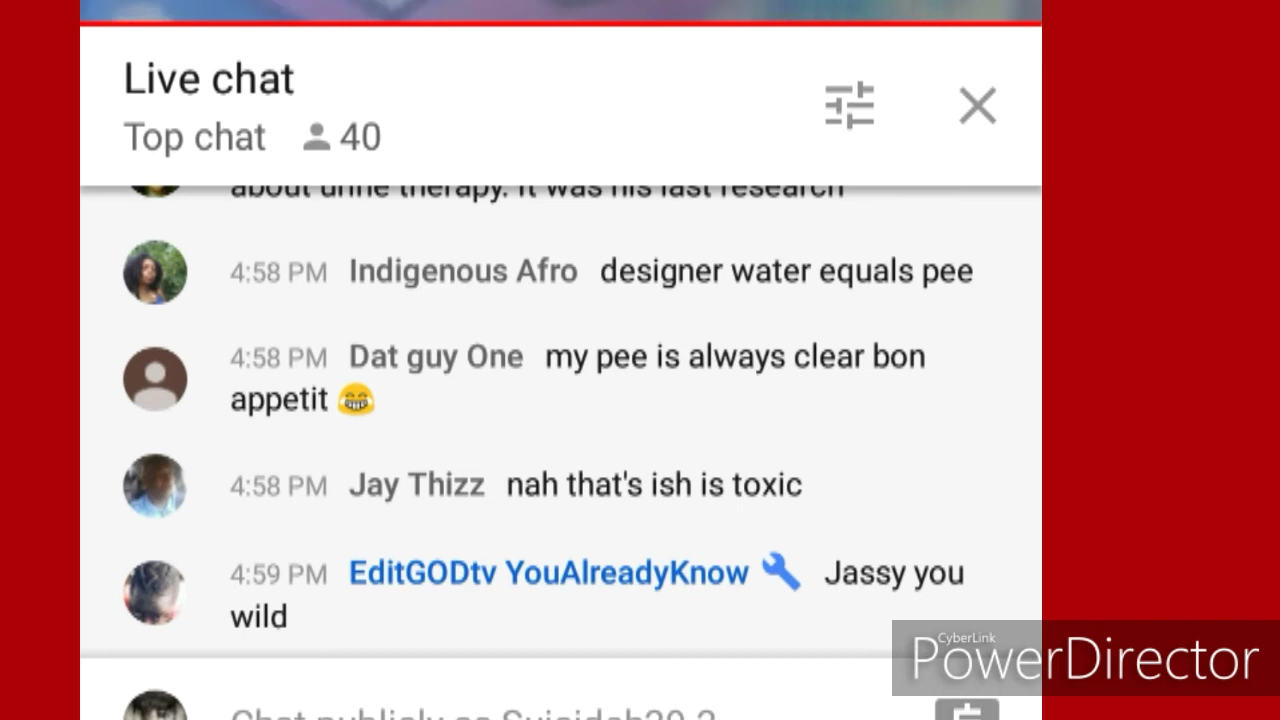 Live chat
Top chat 40
about urine therapy. it was his last research
4:58 PM Indigenous Afro designer water equals pee
4:58 PM Dat guy One my pee is always clear bon
appetit 😂
4:58 PM Jay Thizz nah that's ish is toxic
4:59 PM EditGODtv YouAlreadyKnow Jassy you
wild
CyberLink
PowerDirector
Chat publicly as